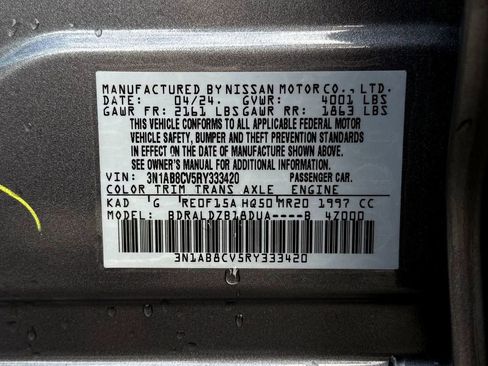 MANUFACTURED BY NISSAN MOTOR CO., LTD.
DATE: 04/24. GVWR: 4001 LBS
GAWR FR: 2161 LBS GAWR RR: 1863 LBS
THIS VEHICLE CONFORMS TO ALL APPLICABLE FEDERAL MOTOR
VEHICLE SAFETY, BUMPER, AND THEFT PREVENTION STANDARDS
IN EFFECT ON THE DATE OF MANUFACTURE SHOWN ABOVE.
SEE OWNER'S MANUAL FOR ADDITIONAL INFORMATION.
VIN: 3N1AB8CV5RY333420 PASSENGER CAR.
COLOR TRIM TRANS AXLE ENGINE
KAD G RE0F15A HG50 MR20 1997 CC
MODEL: BDRALDZB18DUA----B 4Z000
3N1AB8CV5RY333420